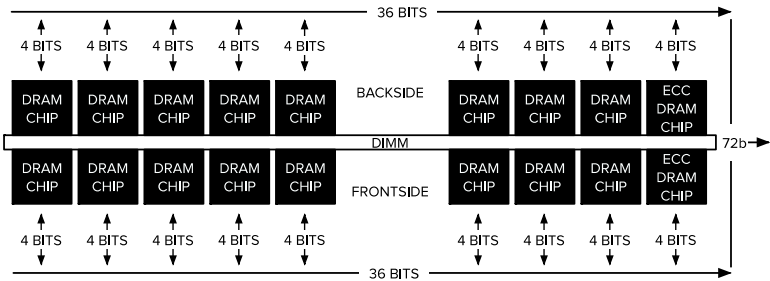 36 BITS
4 BITS 4 BITS 4 BITS 4 BITS 4 BITS 4 BITS 4 BITS 4 BITS 4 BITS
DRAM CHIP
DRAM CHIP
DRAM CHIP
DRAM CHIP
DRAM CHIP
BACKSIDE
DRAM CHIP
DRAM CHIP
DRAM CHIP
ECC DRAM CHIP
DIMM
72b
DRAM CHIP
DRAM CHIP
DRAM CHIP
DRAM CHIP
DRAM CHIP
FRONTSIDE
DRAM CHIP
DRAM CHIP
DRAM CHIP
ECC DRAM CHIP
4 BITS 4 BITS 4 BITS 4 BITS 4 BITS 4 BITS 4 BITS 4 BITS 4 BITS
36 BITS